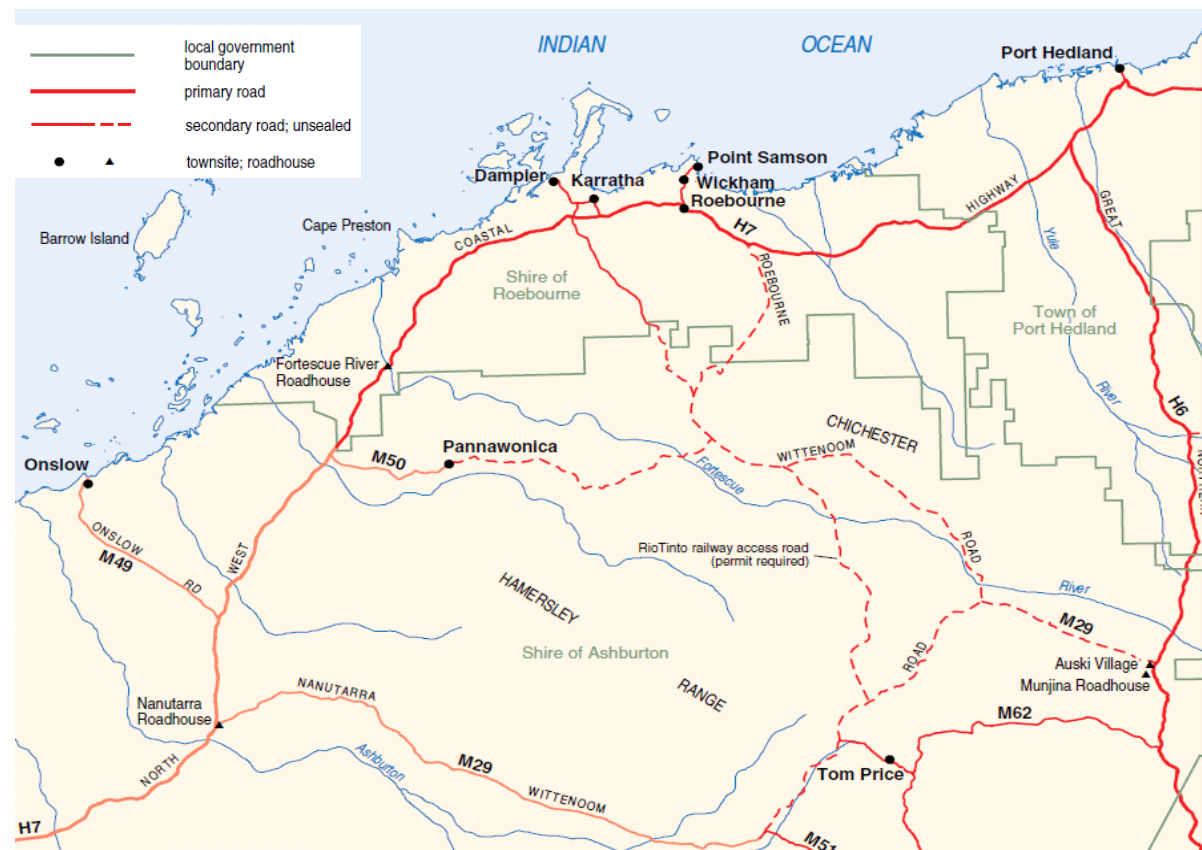 local government
boundary
primary road
secondary road; unsealed
townsite; roadhouse
INDIAN OCEAN
Port Hedland
Point Samson
Dampler
Karratha
Wickham
Roebourne
Barrow Island
Cape Preston
COASTAL
H7
HIGHWAY
GREAT
Yule
ROEBOURNE
Shire of
Roebourne
Town of
Port Hedland
Fortescue River
Roadhouse
River
H6
CHICHESTER
WITTENOOM
Pannawonica
M50
Onslow
Fortescue
NORTHERN
ONSLOW
RD
M49
WEST
RioTinto railway access road
(permit required)
ROAD
HAMERSLEY
River
M29
Shire of Ashburton
ROAD
Auski Village
Munjina Roadhouse
RANGE
NANUTARRA
Nanutarra
Roadhouse
M62
NORTH
Ashburton
M29
WITTENOOM
Tom Price
H7
M51